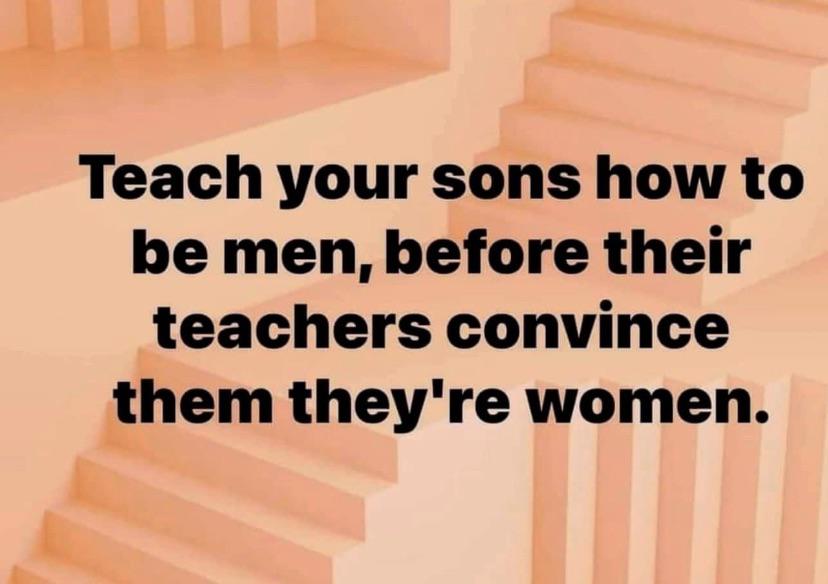 Teach your sons how to
be men, before their
teachers convince
them they're women.